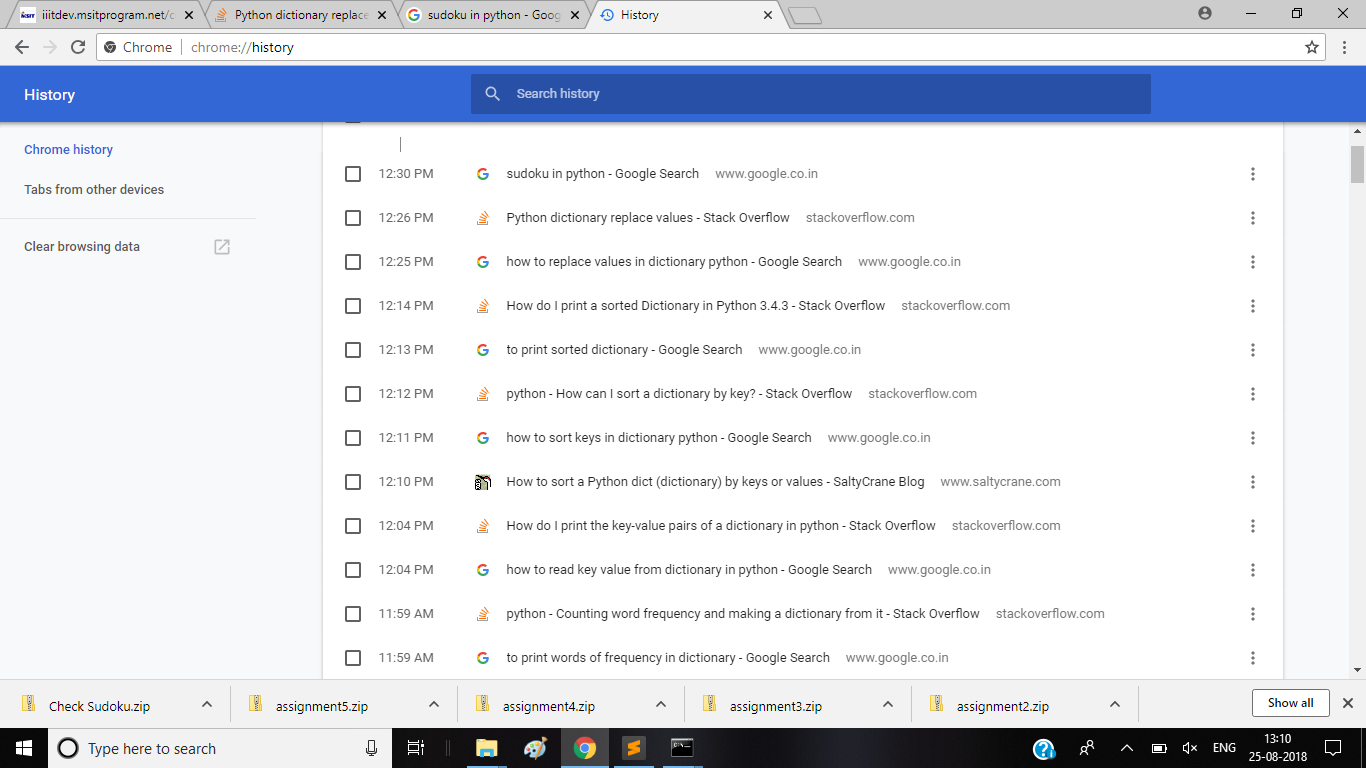 iiitdev.msitprogram.net/c
Python dictionary replace
sudoku in python - Goog
History
Chrome chrome://history
History
Search history
Chrome history
Tabs from other devices
Clear browsing data
12:30 PM sudoku in python - Google Search www.google.co.in
12:26 PM Python dictionary replace values - Stack Overflow stackoverflow.com
12:25 PM how to replace values in dictionary python - Google Search www.google.co.in
12:14 PM How do I print a sorted Dictionary in Python 3.4.3 - Stack Overflow stackoverflow.com
12:13 PM to print sorted dictionary - Google Search www.google.co.in
12:12 PM python - How can I sort a dictionary by key? - Stack Overflow stackoverflow.com
12:11 PM how to sort keys in dictionary python - Google Search www.google.co.in
12:10 PM How to sort a Python dict (dictionary) by keys or values - SaltyCrane Blog www.saltycrane.com
12:04 PM How do I print the key-value pairs of a dictionary in python - Stack Overflow stackoverflow.com
12:04 PM how to read key value from dictionary in python - Google Search www.google.co.in
11:59 AM python - Counting word frequency and making a dictionary from it - Stack Overflow stackoverflow.com
11:59 AM to print words of frequency in dictionary - Google Search www.google.co.in
Check Sudoku.zip
assignment5.zip
assignment4.zip
assignment3.zip
assignment2.zip
Show all
Type here to search
ENG
13:10
25-08-2018